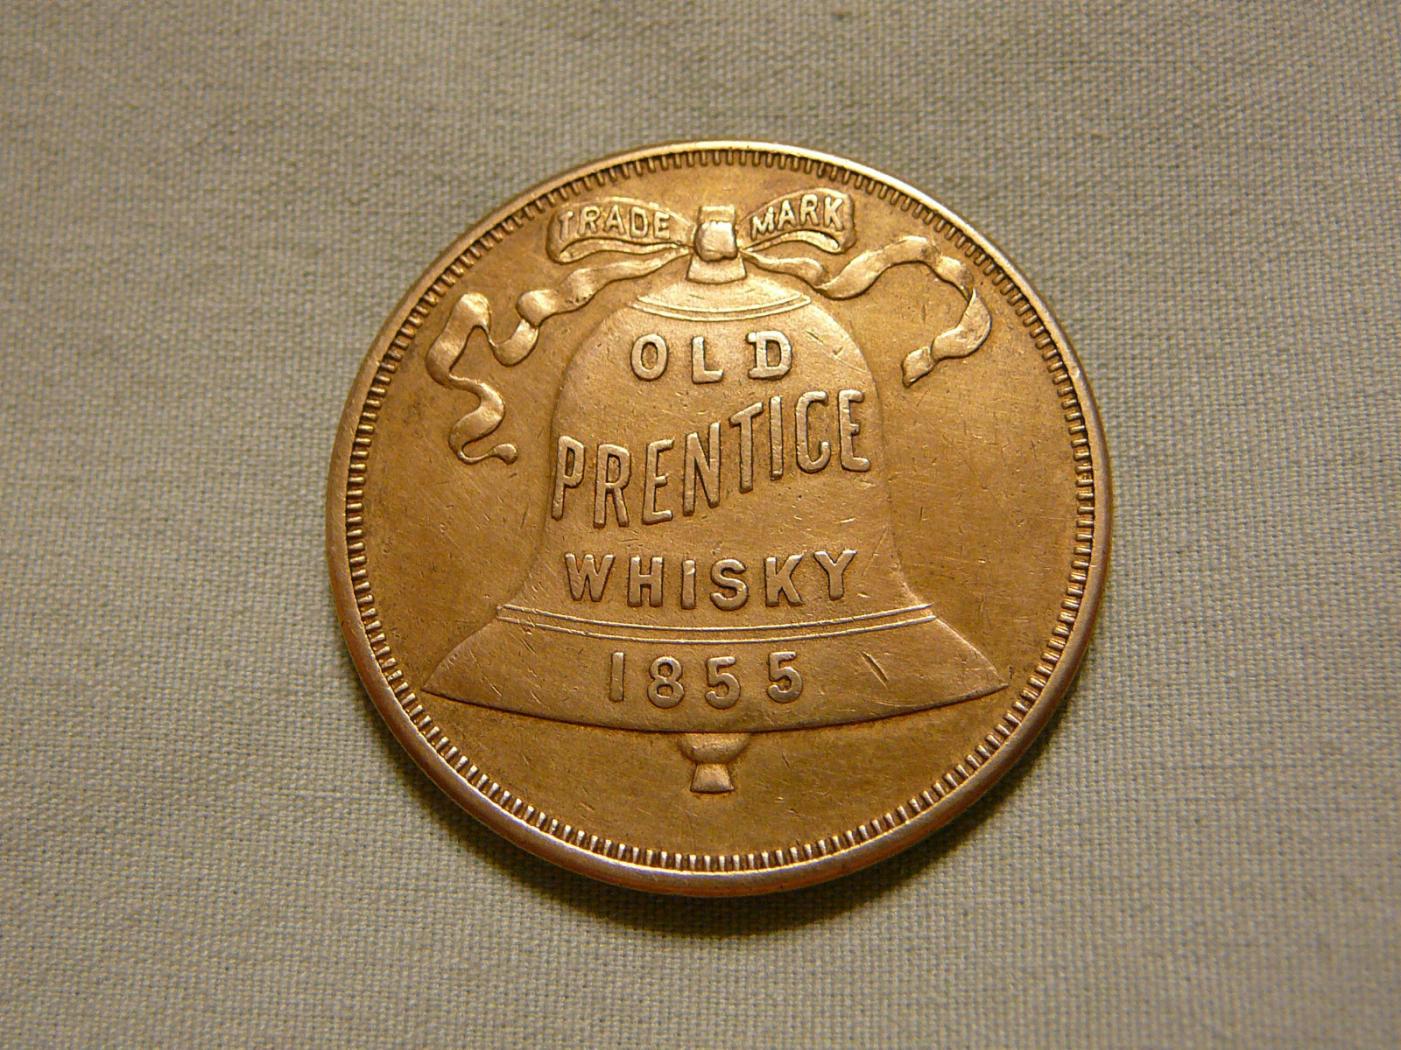 TRADE MARK
OLD
PRENTICE
WHISKY
1855